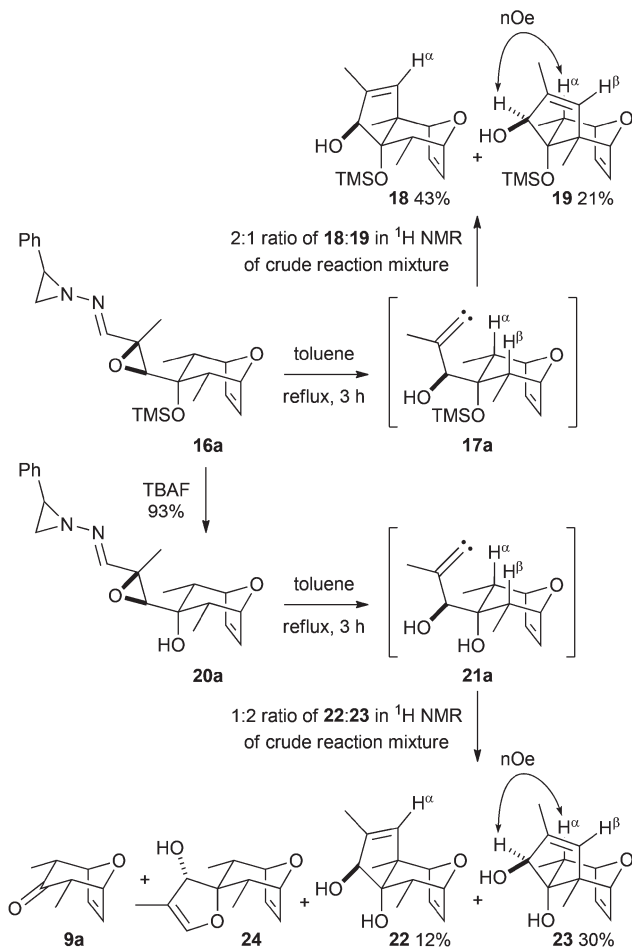 nOe
Hα
Hα
Hβ
H
O
O
HO
HO
TMSO
TMSO
+
18 43%
19 21%
2:1 ratio of 18:19 in 1H NMR
of crude reaction mixture
Ph
N
N
O
O
TMSO
16a
toluene
reflux, 3 h
Hα
Hβ
O
HO
TMSO
17a
TBAF
93%
Ph
N
N
O
O
HO
20a
toluene
reflux, 3 h
Hα
Hβ
O
HO
HO
21a
1:2 ratio of 22:23 in 1H NMR
of crude reaction mixture
nOe
O
O
9a
+
HO
O
O
24
+
Hα
O
HO
HO
22 12%
+
H
Hα
Hβ
O
HO
HO
23 30%